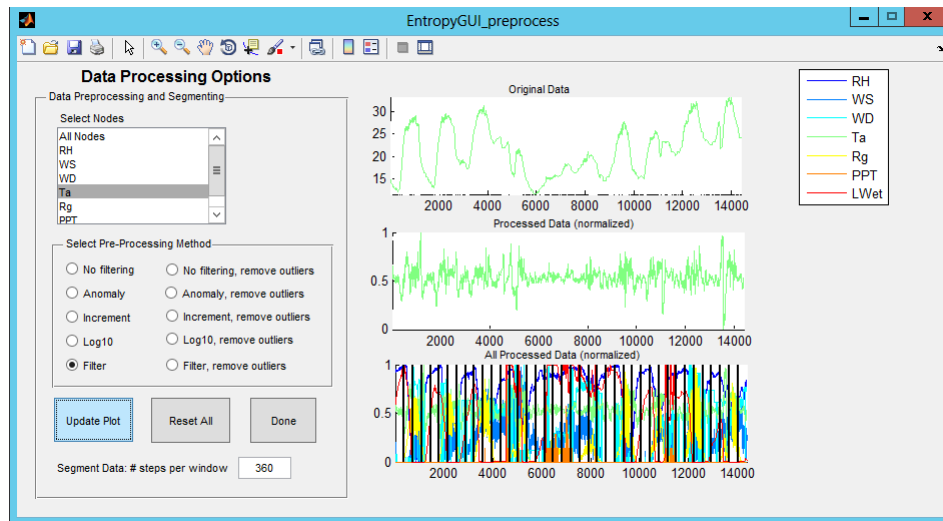 EntropyGUI_preprocess
Data Processing Options
Data Preprocessing and Segmenting
Select Nodes
All Nodes
RH
WS
WD
Ta
Rg
PPT
Select Pre-Processing Method
No filtering
No filtering, remove outliers
Anomaly
Anomaly, remove outliers
Increment
Increment, remove outliers
Log10
Log10, remove outliers
Filter
Filter, remove outliers
Update Plot
Reset All
Done
Segment Data: # steps per window
360
Original Data
30
25
20
15
2000 4000 6000 8000 10000 12000 14000
Processed Data (normalized)
1
0.5
0
2000 4000 6000 8000 10000 12000 14000
All Processed Data (normalized)
1
0.5
0
2000 4000 6000 8000 10000 12000 14000
RH
WS
WD
Ta
Rg
PPT
LWet